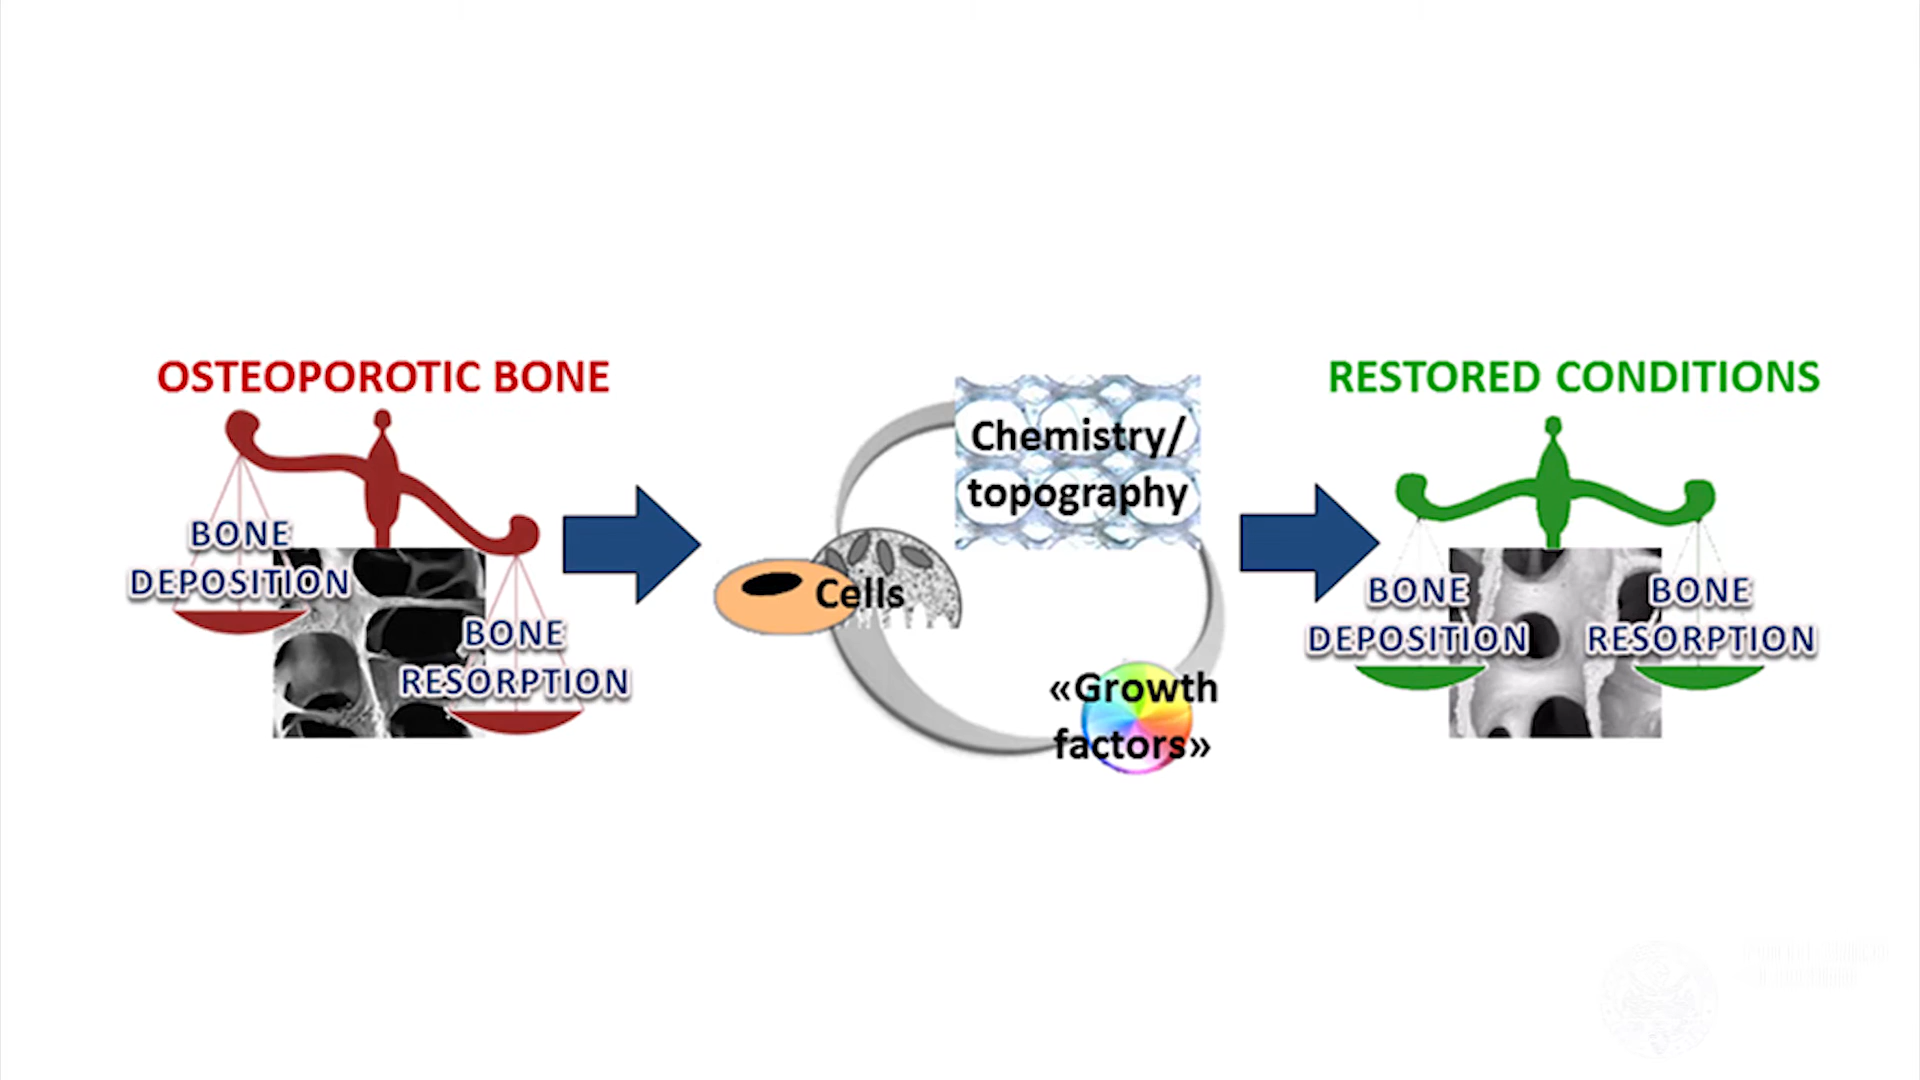 OSTEOPOROTIC BONE
BONE
DEPOSITION
BONE
RESORPTION
Chemistry/
topography
Cells
«Growth
factors»
RESTORED CONDITIONS
BONE
DEPOSITION
BONE
RESORPTION